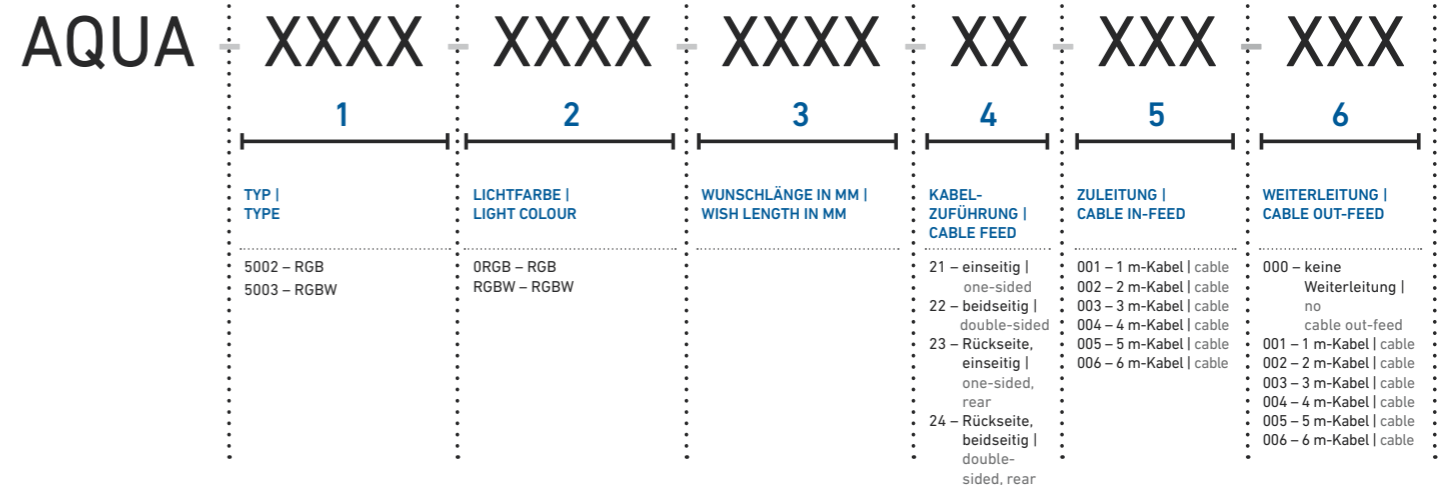 AQUA - XXXX - XXXX - XXXX - XX - XXX - XXX
1 2 3 4 5 6
TYP |
TYPE
5002 – RGB
5003 – RGBW
LICHTFARBE |
LIGHT COLOUR
0RGB – RGB
RGBW – RGBW
WUNSCHLÄNGE IN MM |
WISH LENGTH IN MM
KABEL-
ZUFÜHRUNG |
CABLE FEED
21 – einseitig |
one-sided
22 – beidseitig |
double-sided
23 – Rückseite,
einseitig |
one-sided,
rear
24 – Rückseite,
beidseitig |
double-
sided, rear
ZULEITUNG |
CABLE IN-FEED
001 – 1 m-Kabel | cable
002 – 2 m-Kabel | cable
003 – 3 m-Kabel | cable
004 – 4 m-Kabel | cable
005 – 5 m-Kabel | cable
006 – 6 m-Kabel | cable
WEITERLEITUNG |
CABLE OUT-FEED
000 – keine
Weiterleitung |
no
cable out-feed
001 – 1 m-Kabel | cable
002 – 2 m-Kabel | cable
003 – 3 m-Kabel | cable
004 – 4 m-Kabel | cable
005 – 5 m-Kabel | cable
006 – 6 m-Kabel | cable